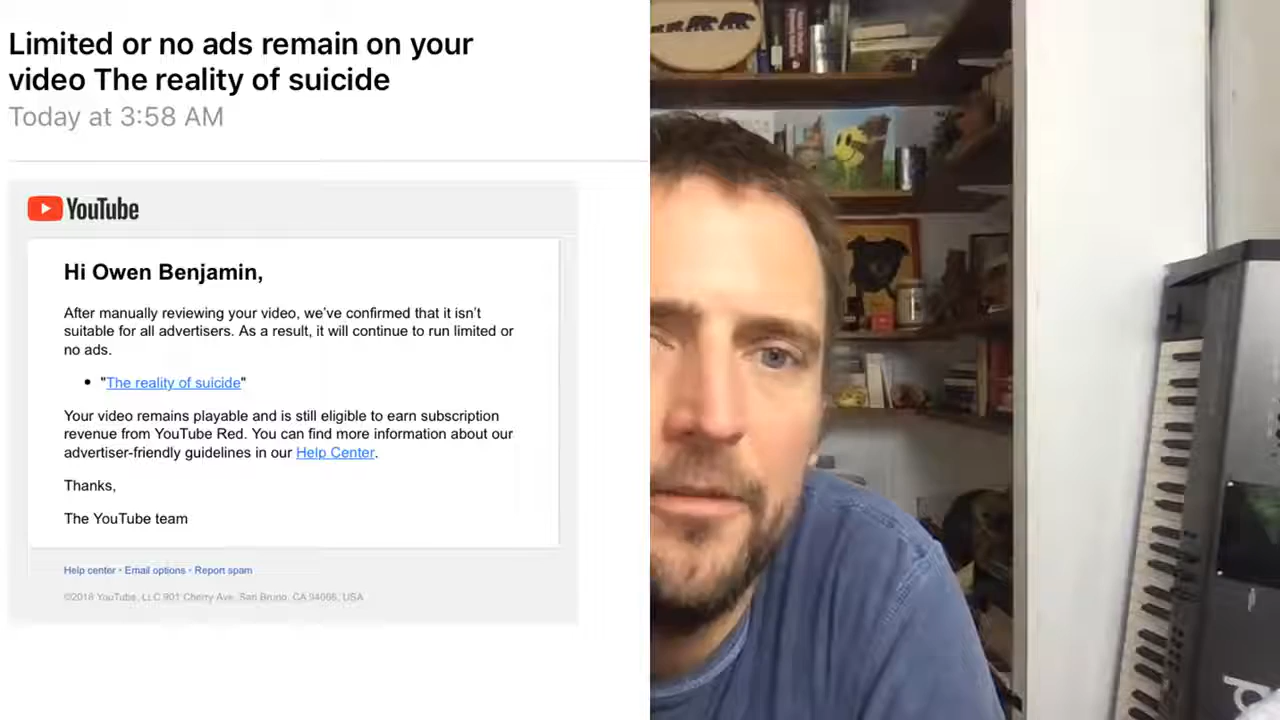 Limited or no ads remain on your
video The reality of suicide
Today at 3:58 AM
YouTube
Hi Owen Benjamin,
After manually reviewing your video, we've confirmed that it isn't
suitable for all advertisers. As a result, it will continue to run limited or
no ads.
• "The reality of suicide"
Your video remains playable and is still eligible to earn subscription
revenue from YouTube Red. You can find more information about our
advertiser-friendly guidelines in our Help Center.
Thanks,
The YouTube team
Help center • Email options • Report spam
©2018 YouTube, LLC 901 Cherry Ave, San Bruno, CA 94066, USA